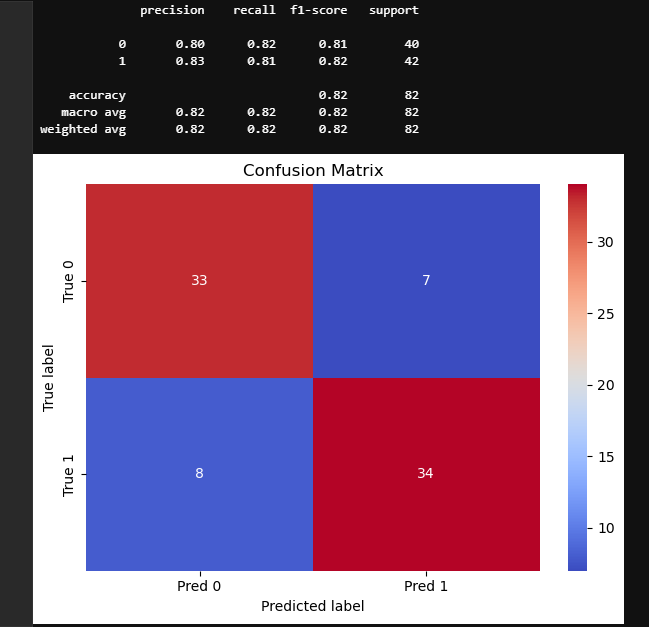 precision recall f1-score support
0 0.80 0.82 0.81 40
1 0.83 0.81 0.82 42
accuracy 0.82 82
macro avg 0.82 0.82 0.82 82
weighted avg 0.82 0.82 0.82 82
Confusion Matrix
True label
True 0
33 7
True 1
8 34
Pred 0 Pred 1
Predicted label
30
25
20
15
10